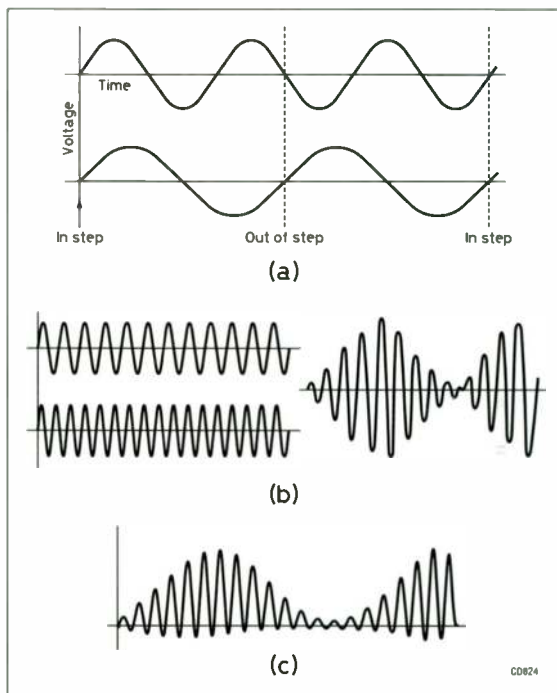 Time
Voltage
In step
Out of step
In step
(a)
(b)
(c)
CD824